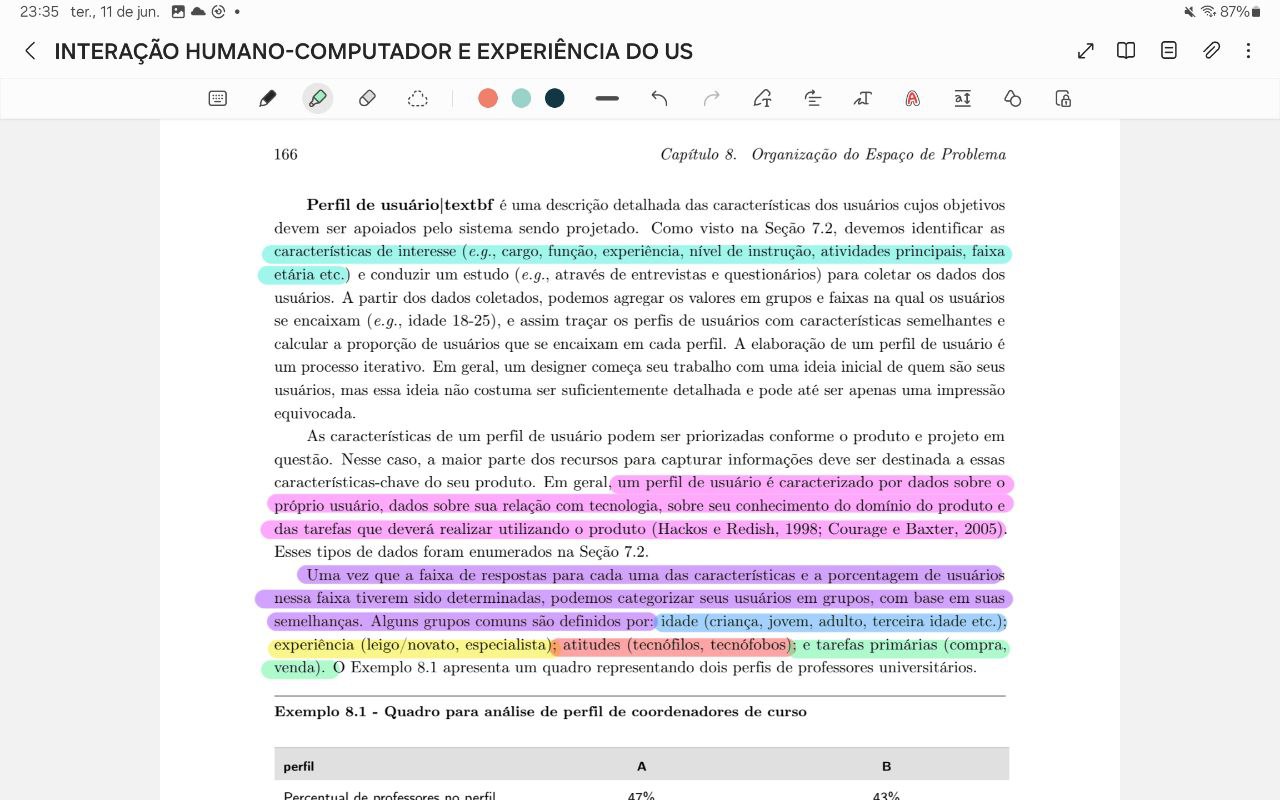 23:35 ter., 11 de jun. • 87%
INTERAÇÃO HUMANO-COMPUTADOR E EXPERIÊNCIA DO US
166 Capítulo 8. Organização do Espaço de Problema
Perfil de usuário|textbf é uma descrição detalhada das características dos usuários cujos objetivos
devem ser apoiados pelo sistema sendo projetado. Como visto na Seção 7.2, devemos identificar as
características de interesse (e.g., cargo, função, experiência, nível de instrução, atividades principais, faixa
etária etc.) e conduzir um estudo (e.g., através de entrevistas e questionários) para coletar os dados dos
usuários. A partir dos dados coletados, podemos agregar os valores em grupos e faixas na qual os usuários
se encaixam (e.g., idade 18-25), e assim traçar os perfis de usuários com características semelhantes e
calcular a proporção de usuários que se encaixam em cada perfil. A elaboração de um perfil de usuário é
um processo iterativo. Em geral, um designer começa seu trabalho com uma ideia inicial de quem são seus
usuários, mas essa ideia não costuma ser suficientemente detalhada e pode até ser apenas uma impressão
equivocada.
As características de um perfil de usuário podem ser priorizadas conforme o produto e projeto em
questão. Nesse caso, a maior parte dos recursos para capturar informações deve ser destinada a essas
características-chave do seu produto. Em geral, um perfil de usuário é caracterizado por dados sobre o
próprio usuário, dados sobre sua relação com tecnologia, sobre seu conhecimento do domínio do produto e
das tarefas que deverá realizar utilizando o produto (Hackos e Redish, 1998; Courage e Baxter, 2005).
Esses tipos de dados foram enumerados na Seção 7.2.
Uma vez que a faixa de respostas para cada uma das características e a porcentagem de usuários
nessa faixa tiverem sido determinadas, podemos categorizar seus usuários em grupos, com base em suas
semelhanças. Alguns grupos comuns são definidos por: idade (criança, jovem, adulto, terceira idade etc.);
experiência (leigo/novato, especialista); atitudes (tecnófilos, tecnófobos); e tarefas primárias (compra,
venda). O Exemplo 8.1 apresenta um quadro representando dois perfis de professores universitários.
Exemplo 8.1 - Quadro para análise de perfil de coordenadores de curso
perfil A B
Percentual de professores no perfil 47% 43%